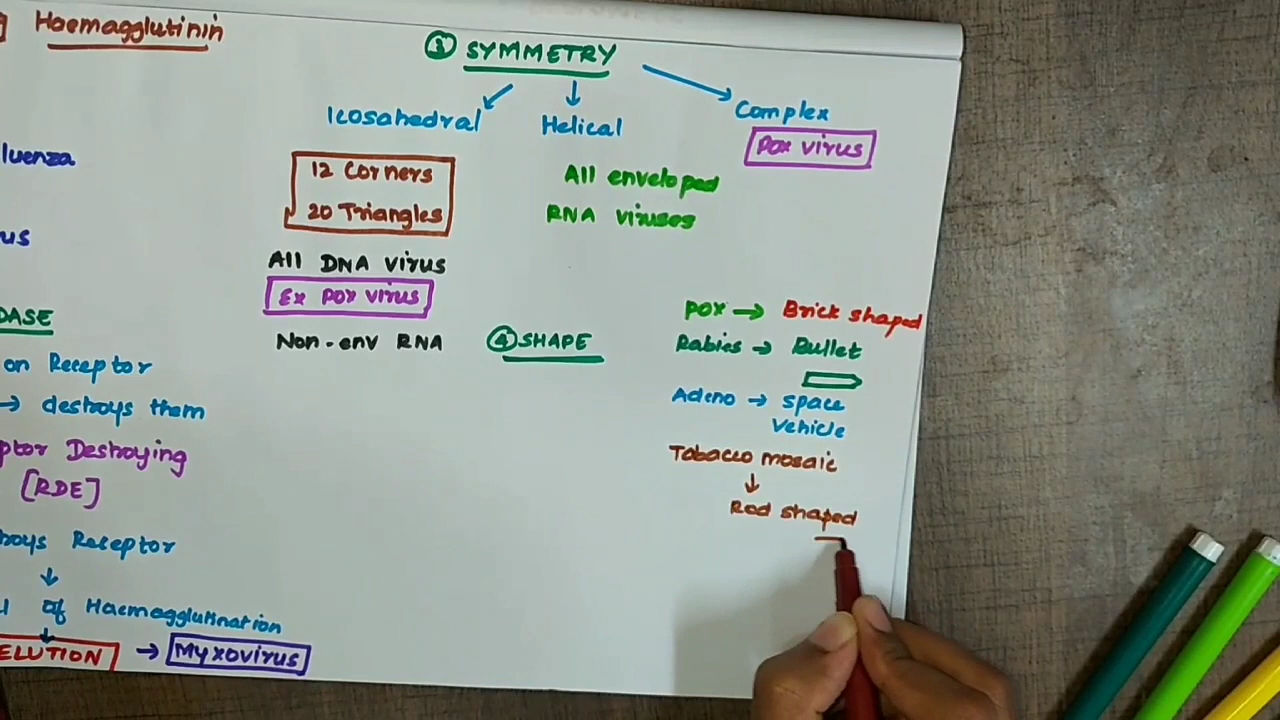 Haemagglutinin
luenza
us
DASE
on Receptor
→ destroys them
ptor Destroying
[RDE]
troys Receptor
↓
of Haemagglutination
ELUTION → Myxovirus
③ SYMMETRY
Icosahedral
12 Corners
20 Triangles
All DNA virus
Ex Pox virus
Non-env RNA
Helical
All enveloped
RNA viruses
Complex
Pox virus
④ SHAPE
Pox → Brick shaped
Rabies → Bullet
Adeno → Space
Vehicle
Tobacco mosaic
↓
Rod shaped